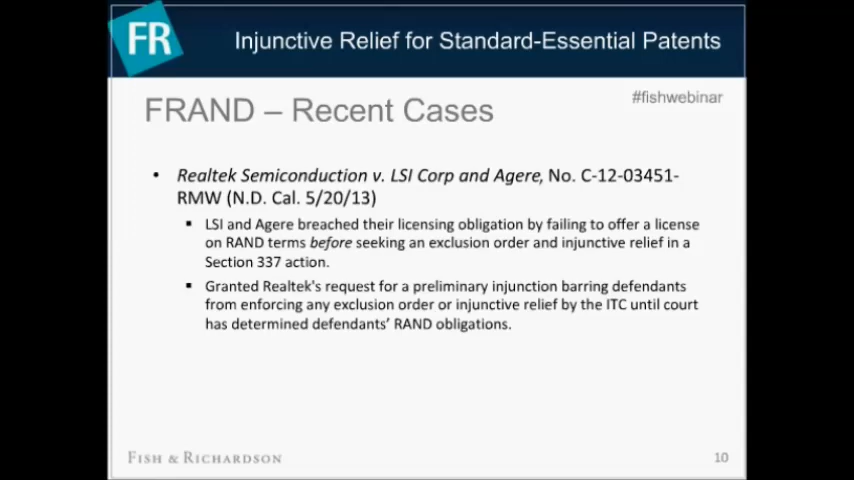 FR
Injunctive Relief for Standard-Essential Patents
#fishwebinar
FRAND – Recent Cases
• Realtek Semiconduction v. LSI Corp and Agere, No. C-12-03451-
RMW (N.D. Cal. 5/20/13)
▪ LSI and Agere breached their licensing obligation by failing to offer a license
on RAND terms before seeking an exclusion order and injunctive relief in a
Section 337 action.
▪ Granted Realtek's request for a preliminary injunction barring defendants
from enforcing any exclusion order or injunctive relief by the ITC until court
has determined defendants’ RAND obligations.
FISH & RICHARDSON
10